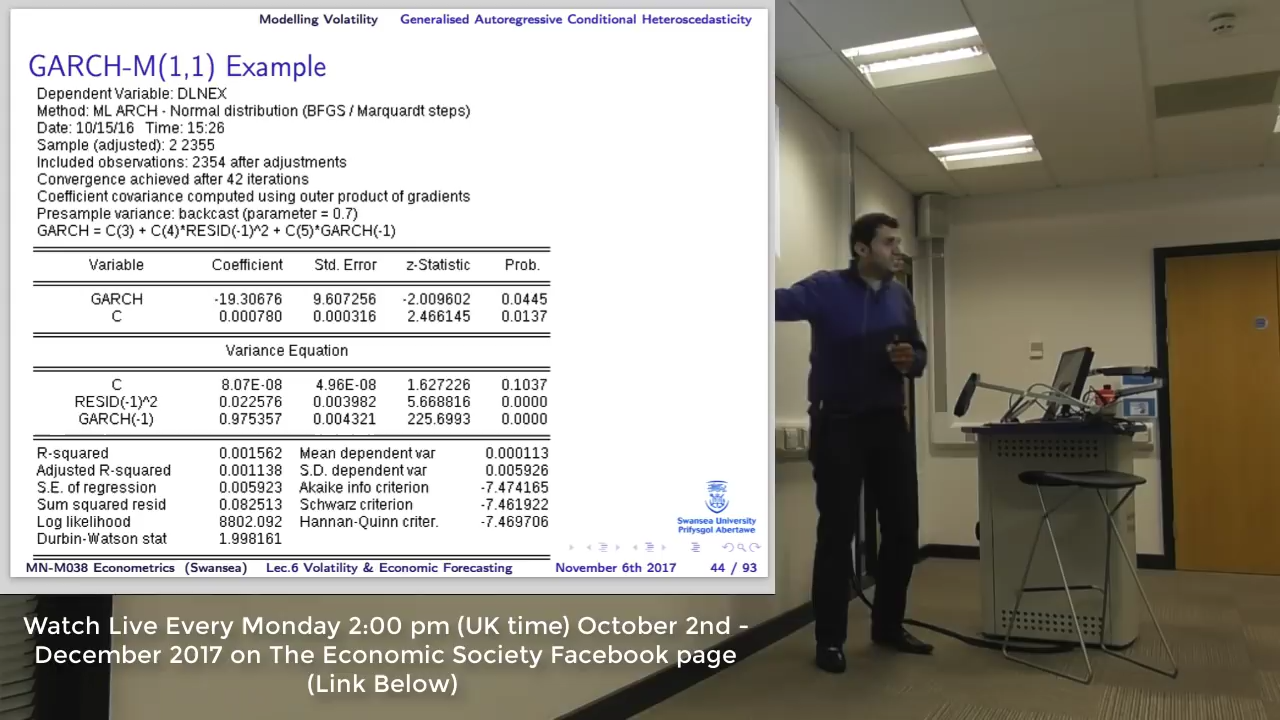 Modelling Volatility Generalised Autoregressive Conditional Heteroscedasticity
GARCH-M(1,1) Example
Dependent Variable: DLNEX
Method: ML ARCH - Normal distribution (BFGS / Marquardt steps)
Date: 10/15/16 Time: 15:26
Sample (adjusted): 2 2355
Included observations: 2354 after adjustments
Convergence achieved after 42 iterations
Coefficient covariance computed using outer product of gradients
Presample variance: backcast (parameter = 0.7)
GARCH = C(3) + C(4)*RESID(-1)^2 + C(5)*GARCH(-1)
Variable Coefficient Std. Error z-Statistic Prob.
GARCH -19.30676 9.607256 -2.009602 0.0445
C 0.000780 0.000316 2.466145 0.0137
Variance Equation
C 8.07E-08 4.96E-08 1.627226 0.1037
RESID(-1)^2 0.022576 0.003982 5.668816 0.0000
GARCH(-1) 0.975357 0.004321 225.6993 0.0000
R-squared 0.001562 Mean dependent var 0.000113
Adjusted R-squared 0.001138 S.D. dependent var 0.005926
S.E. of regression 0.005923 Akaike info criterion -7.474165
Sum squared resid 0.082513 Schwarz criterion -7.461922
Log likelihood 8802.092 Hannan-Quinn criter. -7.469706
Durbin-Watson stat 1.998161
Swansea University
Prifysgol Abertawe
MN-M038 Econometrics (Swansea) Lec.6 Volatility & Economic Forecasting November 6th 2017 44 / 93
Watch Live Every Monday 2:00 pm (UK time) October 2nd -
December 2017 on The Economic Society Facebook page
(Link Below)